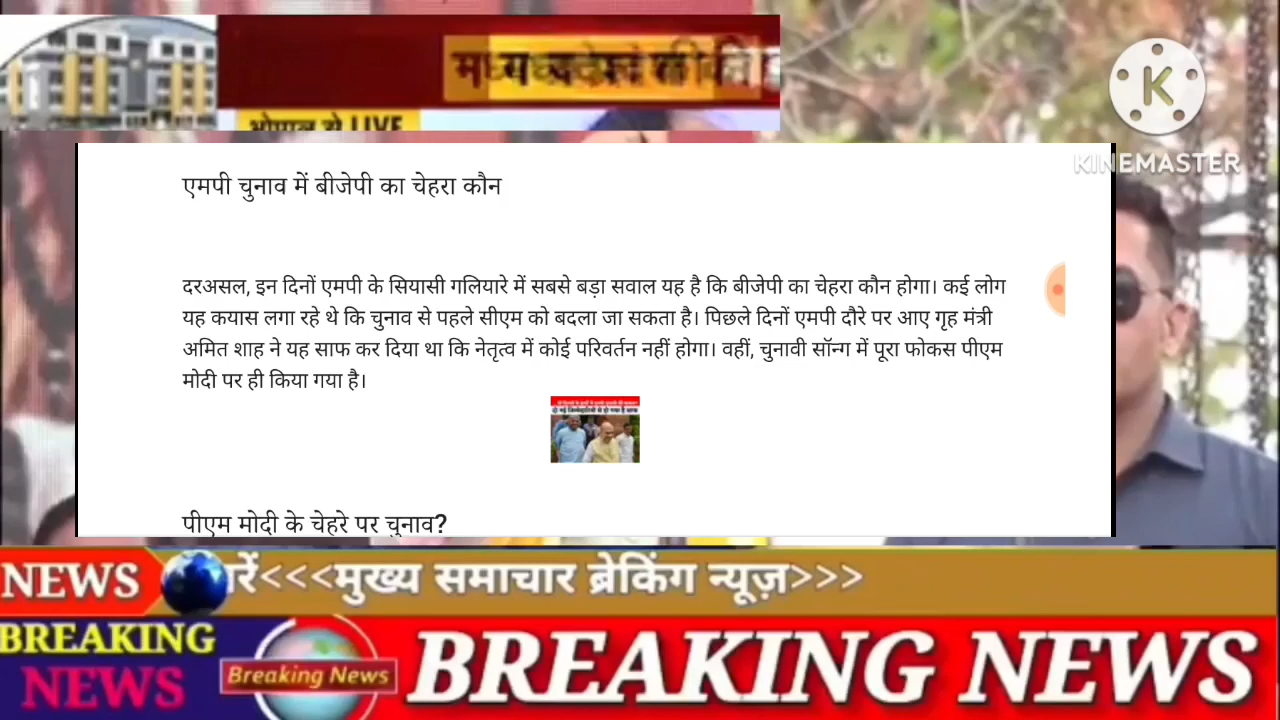 भोपाल से LIVE
K
KINEMASTER
एमपी चुनाव में बीजेपी का चेहरा कौन
दरअसल, इन दिनों एमपी के सियासी गलियारे में सबसे बड़ा सवाल यह है कि बीजेपी का चेहरा कौन होगा। कई लोग
यह कयास लगा रहे थे कि चुनाव से पहले सीएम को बदला जा सकता है। पिछले दिनों एमपी दौरे पर आए गृह मंत्री
अमित शाह ने यह साफ कर दिया था कि नेतृत्व में कोई परिवर्तन नहीं होगा। वहीं, चुनावी सॉन्ग में पूरा फोकस पीएम
मोदी पर ही किया गया है।
पीएम मोदी के चेहरे पर चुनाव?
NEWS
रें<<<मुख्य समाचार ब्रेकिंग न्यूज़>>>
BREAKING
NEWS
Breaking News
BREAKING NEWS